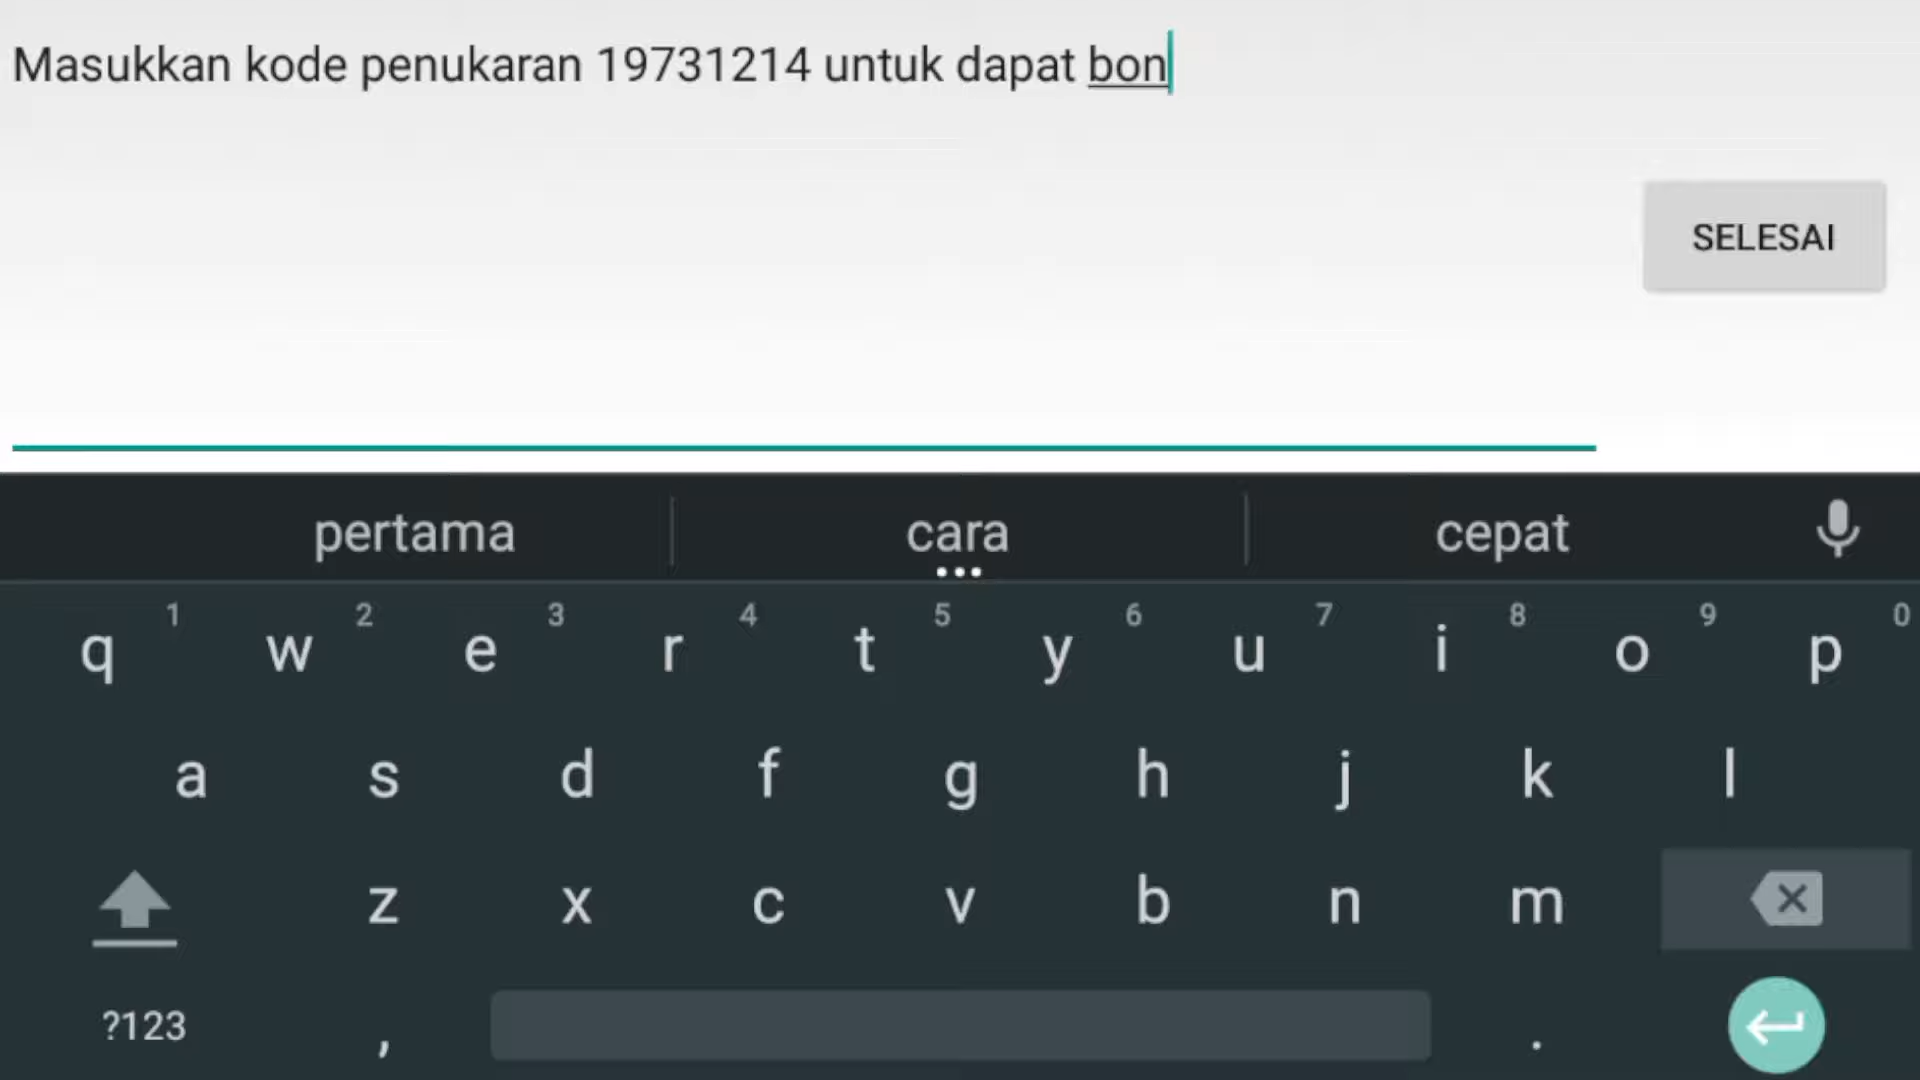 Masukkan kode penukaran 19731214 untuk dapat bon
SELESAI
pertama cara cepat
q 1 w 2 e 3 r 4 t 5 y 6 u 7 i 8 o 9 p 0
a s d f g h j k l
z x c v b n m
?123 , .